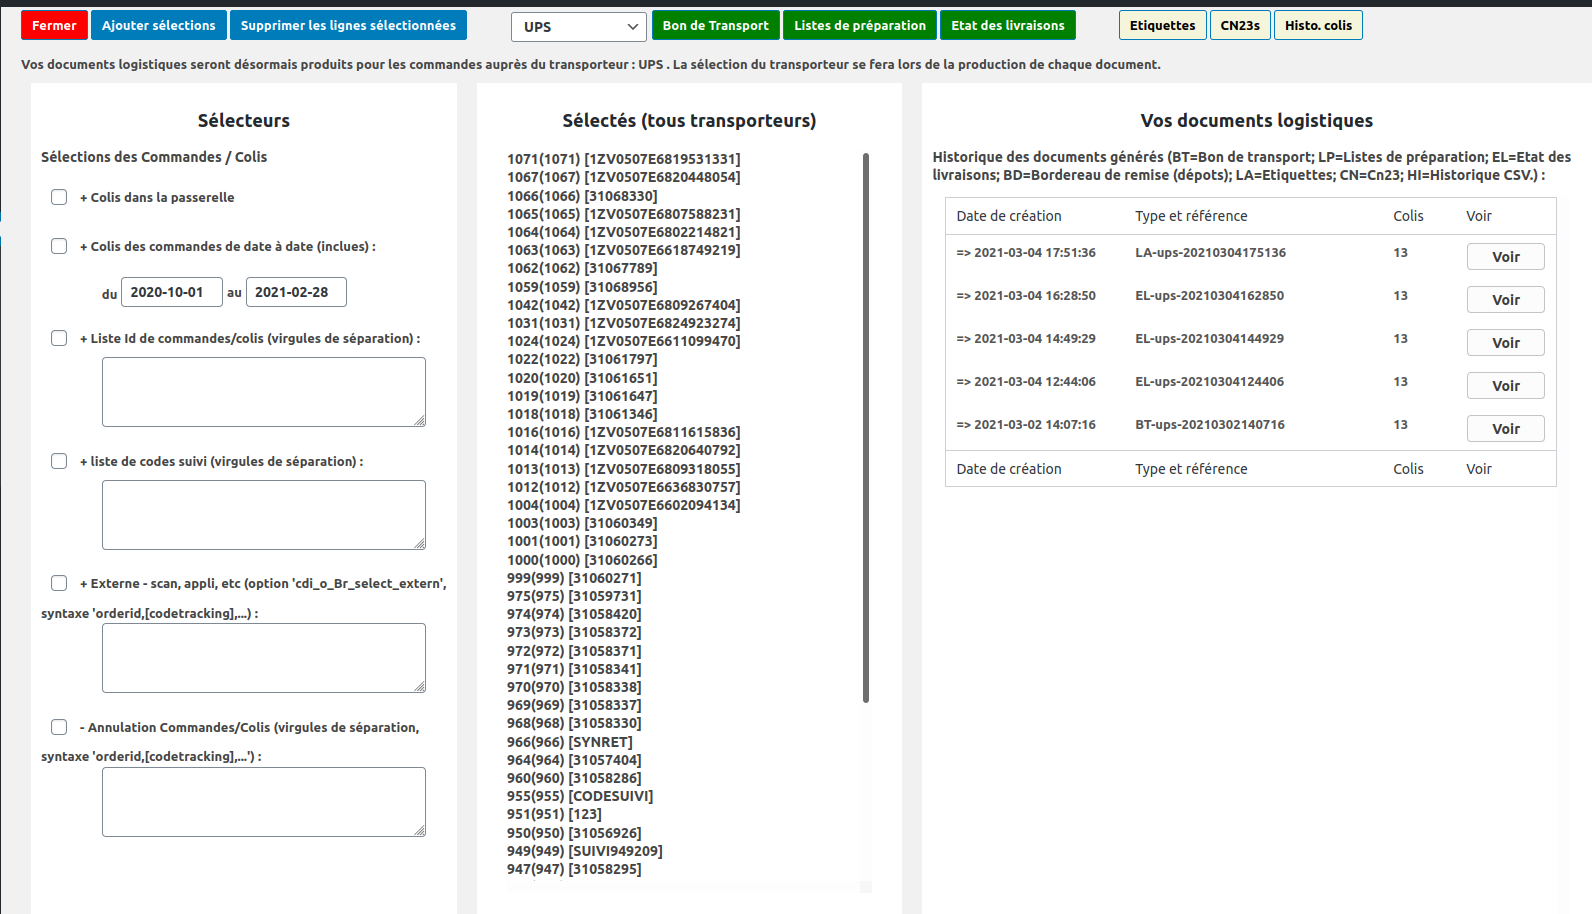 Fermer Ajouter sélections Supprimer les lignes sélectionnées UPS Bon de Transport Listes de préparation Etat des livraisons Etiquettes CN23s Histo. colis
Vos documents logistiques seront désormais produits pour les commandes auprès du transporteur : UPS . La sélection du transporteur se fera lors de la production de chaque document.
Sélecteurs
Sélections des Commandes / Colis
+ Colis dans la passerelle
+ Colis des commandes de date à date (inclues) :
du 2020-10-01 au 2021-02-28
+ Liste Id de commandes/colis (virgules de séparation) :
+ liste de codes suivi (virgules de séparation) :
+ Externe - scan, appli, etc (option 'cdi_o_Br_select_extern',
syntaxe 'orderid,[codetracking],...) :
- Annulation Commandes/Colis (virgules de séparation,
syntaxe 'orderid,[codetracking],...') :
Sélectés (tous transporteurs)
1071(1071) [1ZV0507E6819531331]
1067(1067) [1ZV0507E6820448054]
1066(1066) [31068330]
1065(1065) [1ZV0507E6807588231]
1064(1064) [1ZV0507E6802214821]
1063(1063) [1ZV0507E6618749219]
1062(1062) [31067789]
1059(1059) [31068956]
1042(1042) [1ZV0507E6809267404]
1031(1031) [1ZV0507E6824923274]
1024(1024) [1ZV0507E6611099470]
1022(1022) [31061797]
1020(1020) [31061651]
1019(1019) [31061647]
1018(1018) [31061346]
1016(1016) [1ZV0507E6811615836]
1014(1014) [1ZV0507E6820640792]
1013(1013) [1ZV0507E6809318055]
1012(1012) [1ZV0507E6636830757]
1004(1004) [1ZV0507E6602094134]
1003(1003) [31060349]
1001(1001) [31060273]
1000(1000) [31060266]
999(999) [31060271]
975(975) [31059731]
974(974) [31058420]
973(973) [31058372]
972(972) [31058371]
971(971) [31058341]
970(970) [31058338]
969(969) [31058337]
968(968) [31058330]
966(966) [SYNRET]
964(964) [31057404]
960(960) [31058286]
955(955) [CODESUIVI]
951(951) [123]
950(950) [31056926]
949(949) [SUIVI949209]
947(947) [31058295]
Vos documents logistiques
Historique des documents générés (BT=Bon de transport; LP=Listes de préparation; EL=Etat des
livraisons; BD=Bordereau de remise (dépots); LA=Etiquettes; CN=Cn23; HI=Historique CSV.) :
Date de création Type et référence Colis Voir
=> 2021-03-04 17:51:36 LA-ups-20210304175136 13 Voir
=> 2021-03-04 16:28:50 EL-ups-20210304162850 13 Voir
=> 2021-03-04 14:49:29 EL-ups-20210304144929 13 Voir
=> 2021-03-04 12:44:06 EL-ups-20210304124406 13 Voir
=> 2021-03-02 14:07:16 BT-ups-20210302140716 13 Voir
Date de création Type et référence Colis Voir